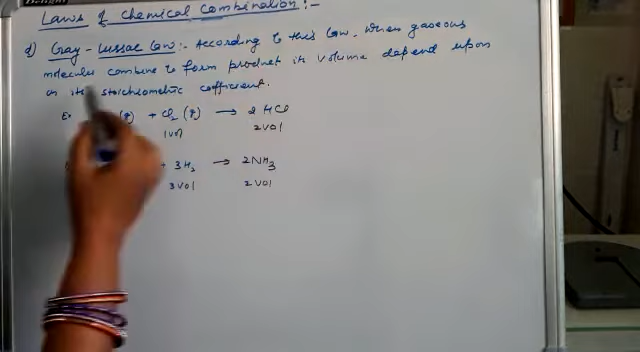 Laws of Chemical Combination :-
d) Gay - Lussac Law :- According to this law, when gaseous
molecules combine to form product its volume depend upon
on its stoichrometric coefficient.
Ex (g) + Cl2 (g) → 2 HCl
1 Vol 2 Vol
+ 3H2 → 2NH3
3 Vol 2 Vol